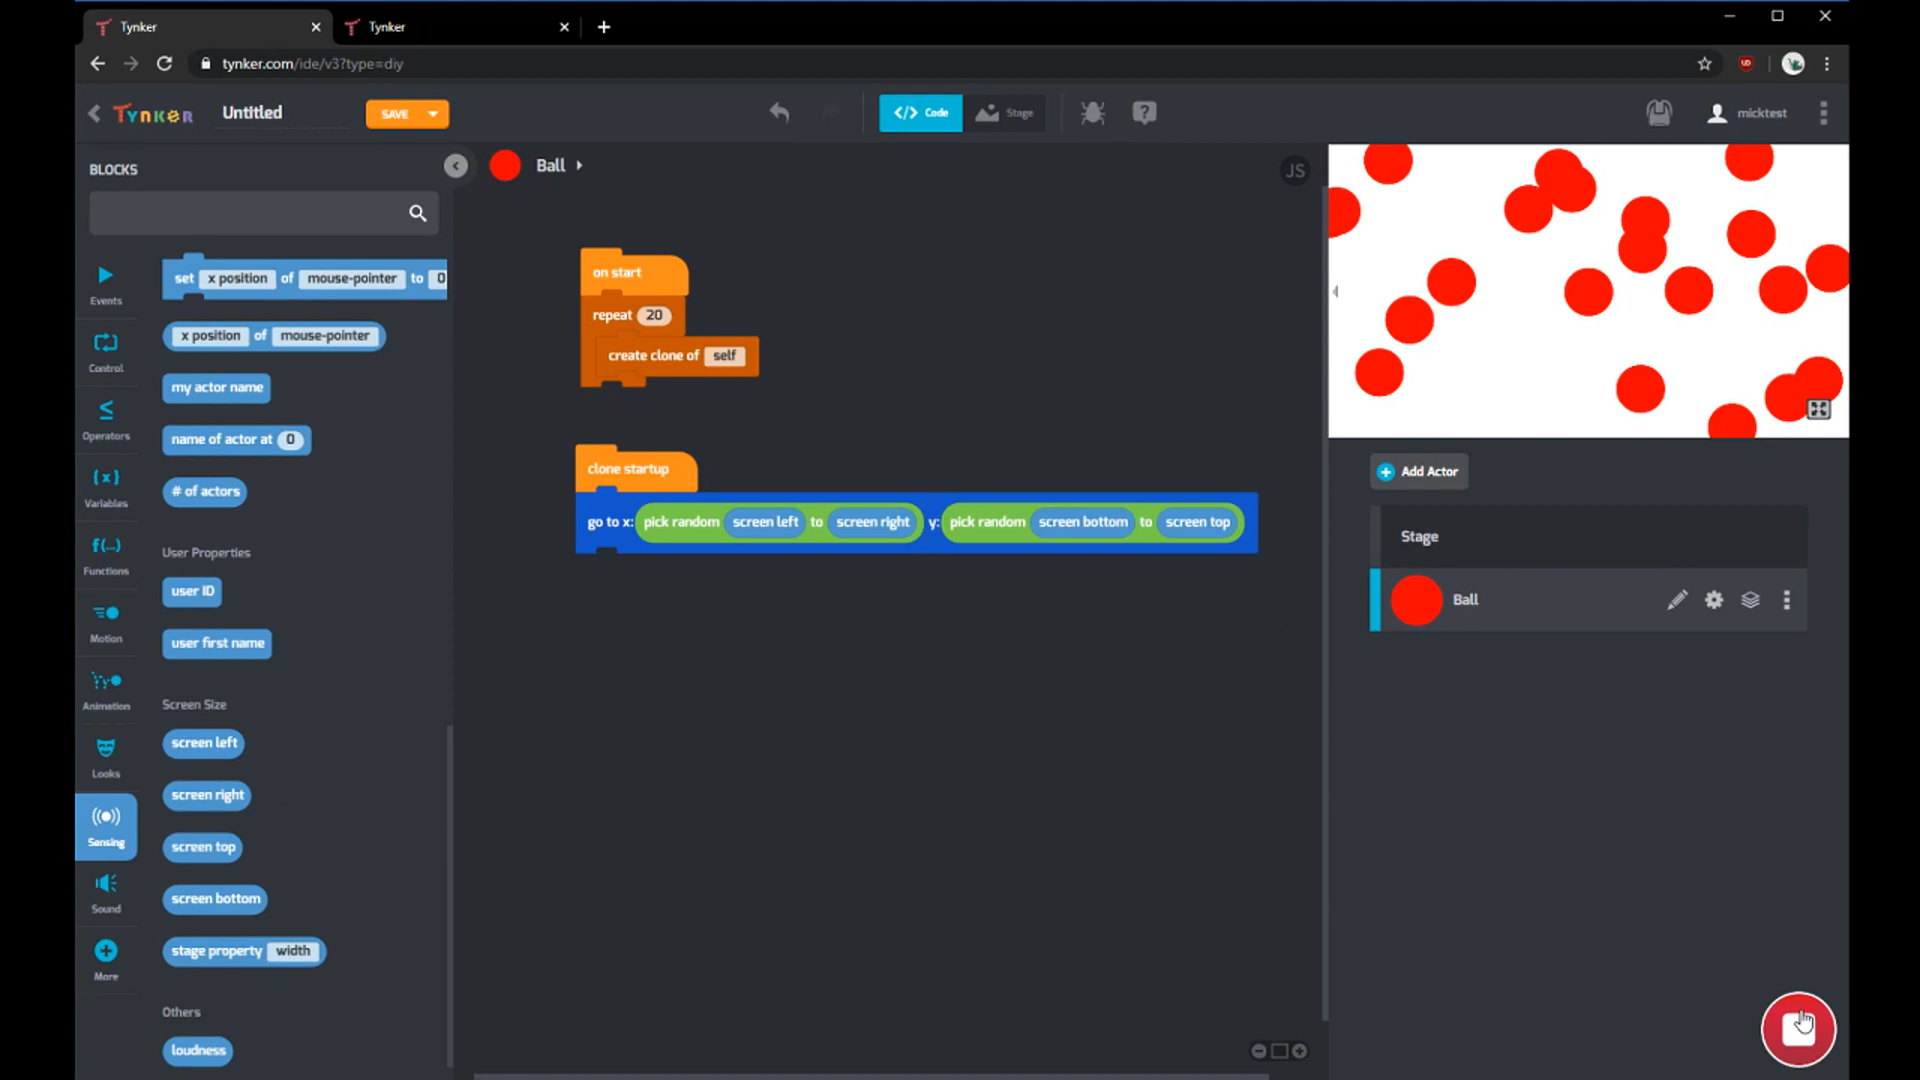 Tynker
Tynker
tynker.com/ide/v3?type=diy
TYNKER
Untitled
SAVE
</> Code
Stage
?
micktest
BLOCKS
Ball
JS
Events
Control
Operators
Variables
Functions
Motion
Animation
Looks
Sensing
Sound
More
{x}
f(...)
set x position of mouse-pointer to 0
x position of mouse-pointer
my actor name
name of actor at 0
# of actors
User Properties
user ID
user first name
Screen Size
screen left
screen right
screen top
screen bottom
stage property width
Others
loudness
on start
repeat 20
create clone of self
clone startup
go to x: pick random screen left to screen right y: pick random screen bottom to screen top
Add Actor
Stage
Ball